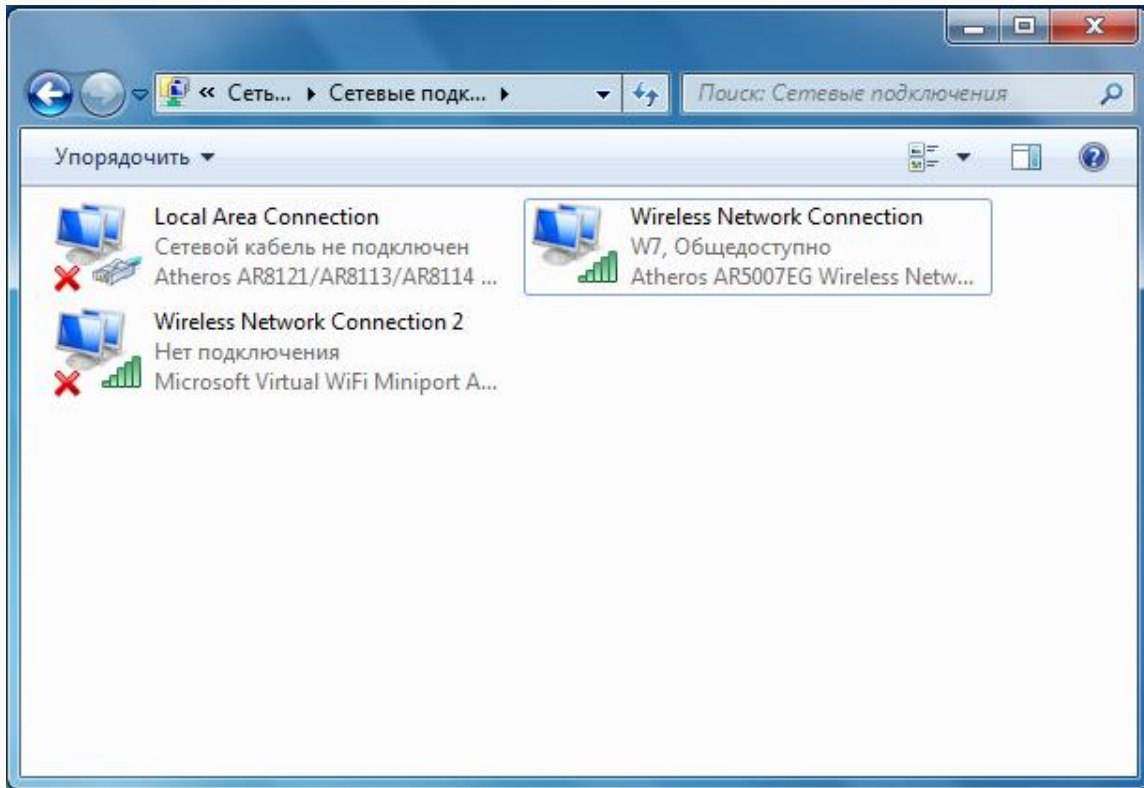 « Сеть... ▸ Сетевые подк... ▸
Поиск: Сетевые подключения
Упорядочить
Local Area Connection
Сетевой кабель не подключен
Atheros AR8121/AR8113/AR8114 ...
Wireless Network Connection
W7, Общедоступно
Atheros AR5007EG Wireless Netw...
Wireless Network Connection 2
Нет подключения
Microsoft Virtual WiFi Miniport A...